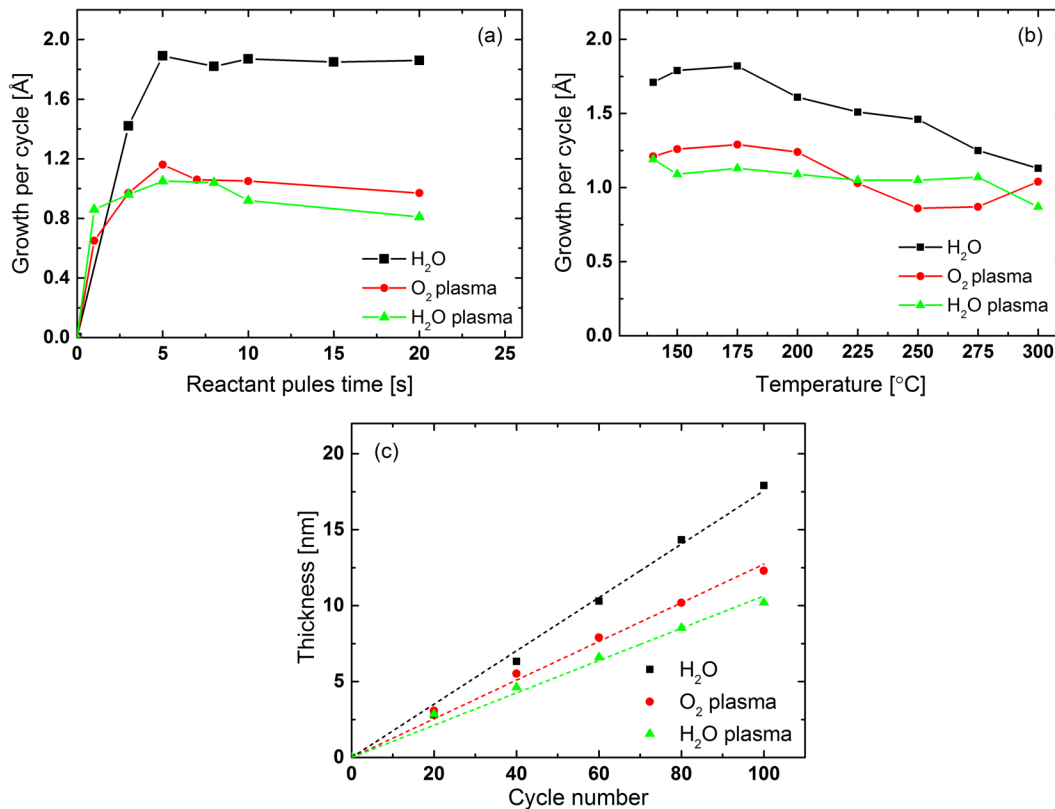 (a)
Growth per cycle [Å]
2.0
1.6
1.2
0.8
0.4
0.0
0 5 10 15 20 25
Reactant pules time [s]
H₂O
O₂ plasma
H₂O plasma
(b)
Growth per cycle [Å]
2.0
1.5
1.0
0.5
0.0
150 175 200 225 250 275 300
Temperature [°C]
H₂O
O₂ plasma
H₂O plasma
(c)
Thickness [nm]
20
15
10
5
0
0 20 40 60 80 100
Cycle number
H₂O
O₂ plasma
H₂O plasma